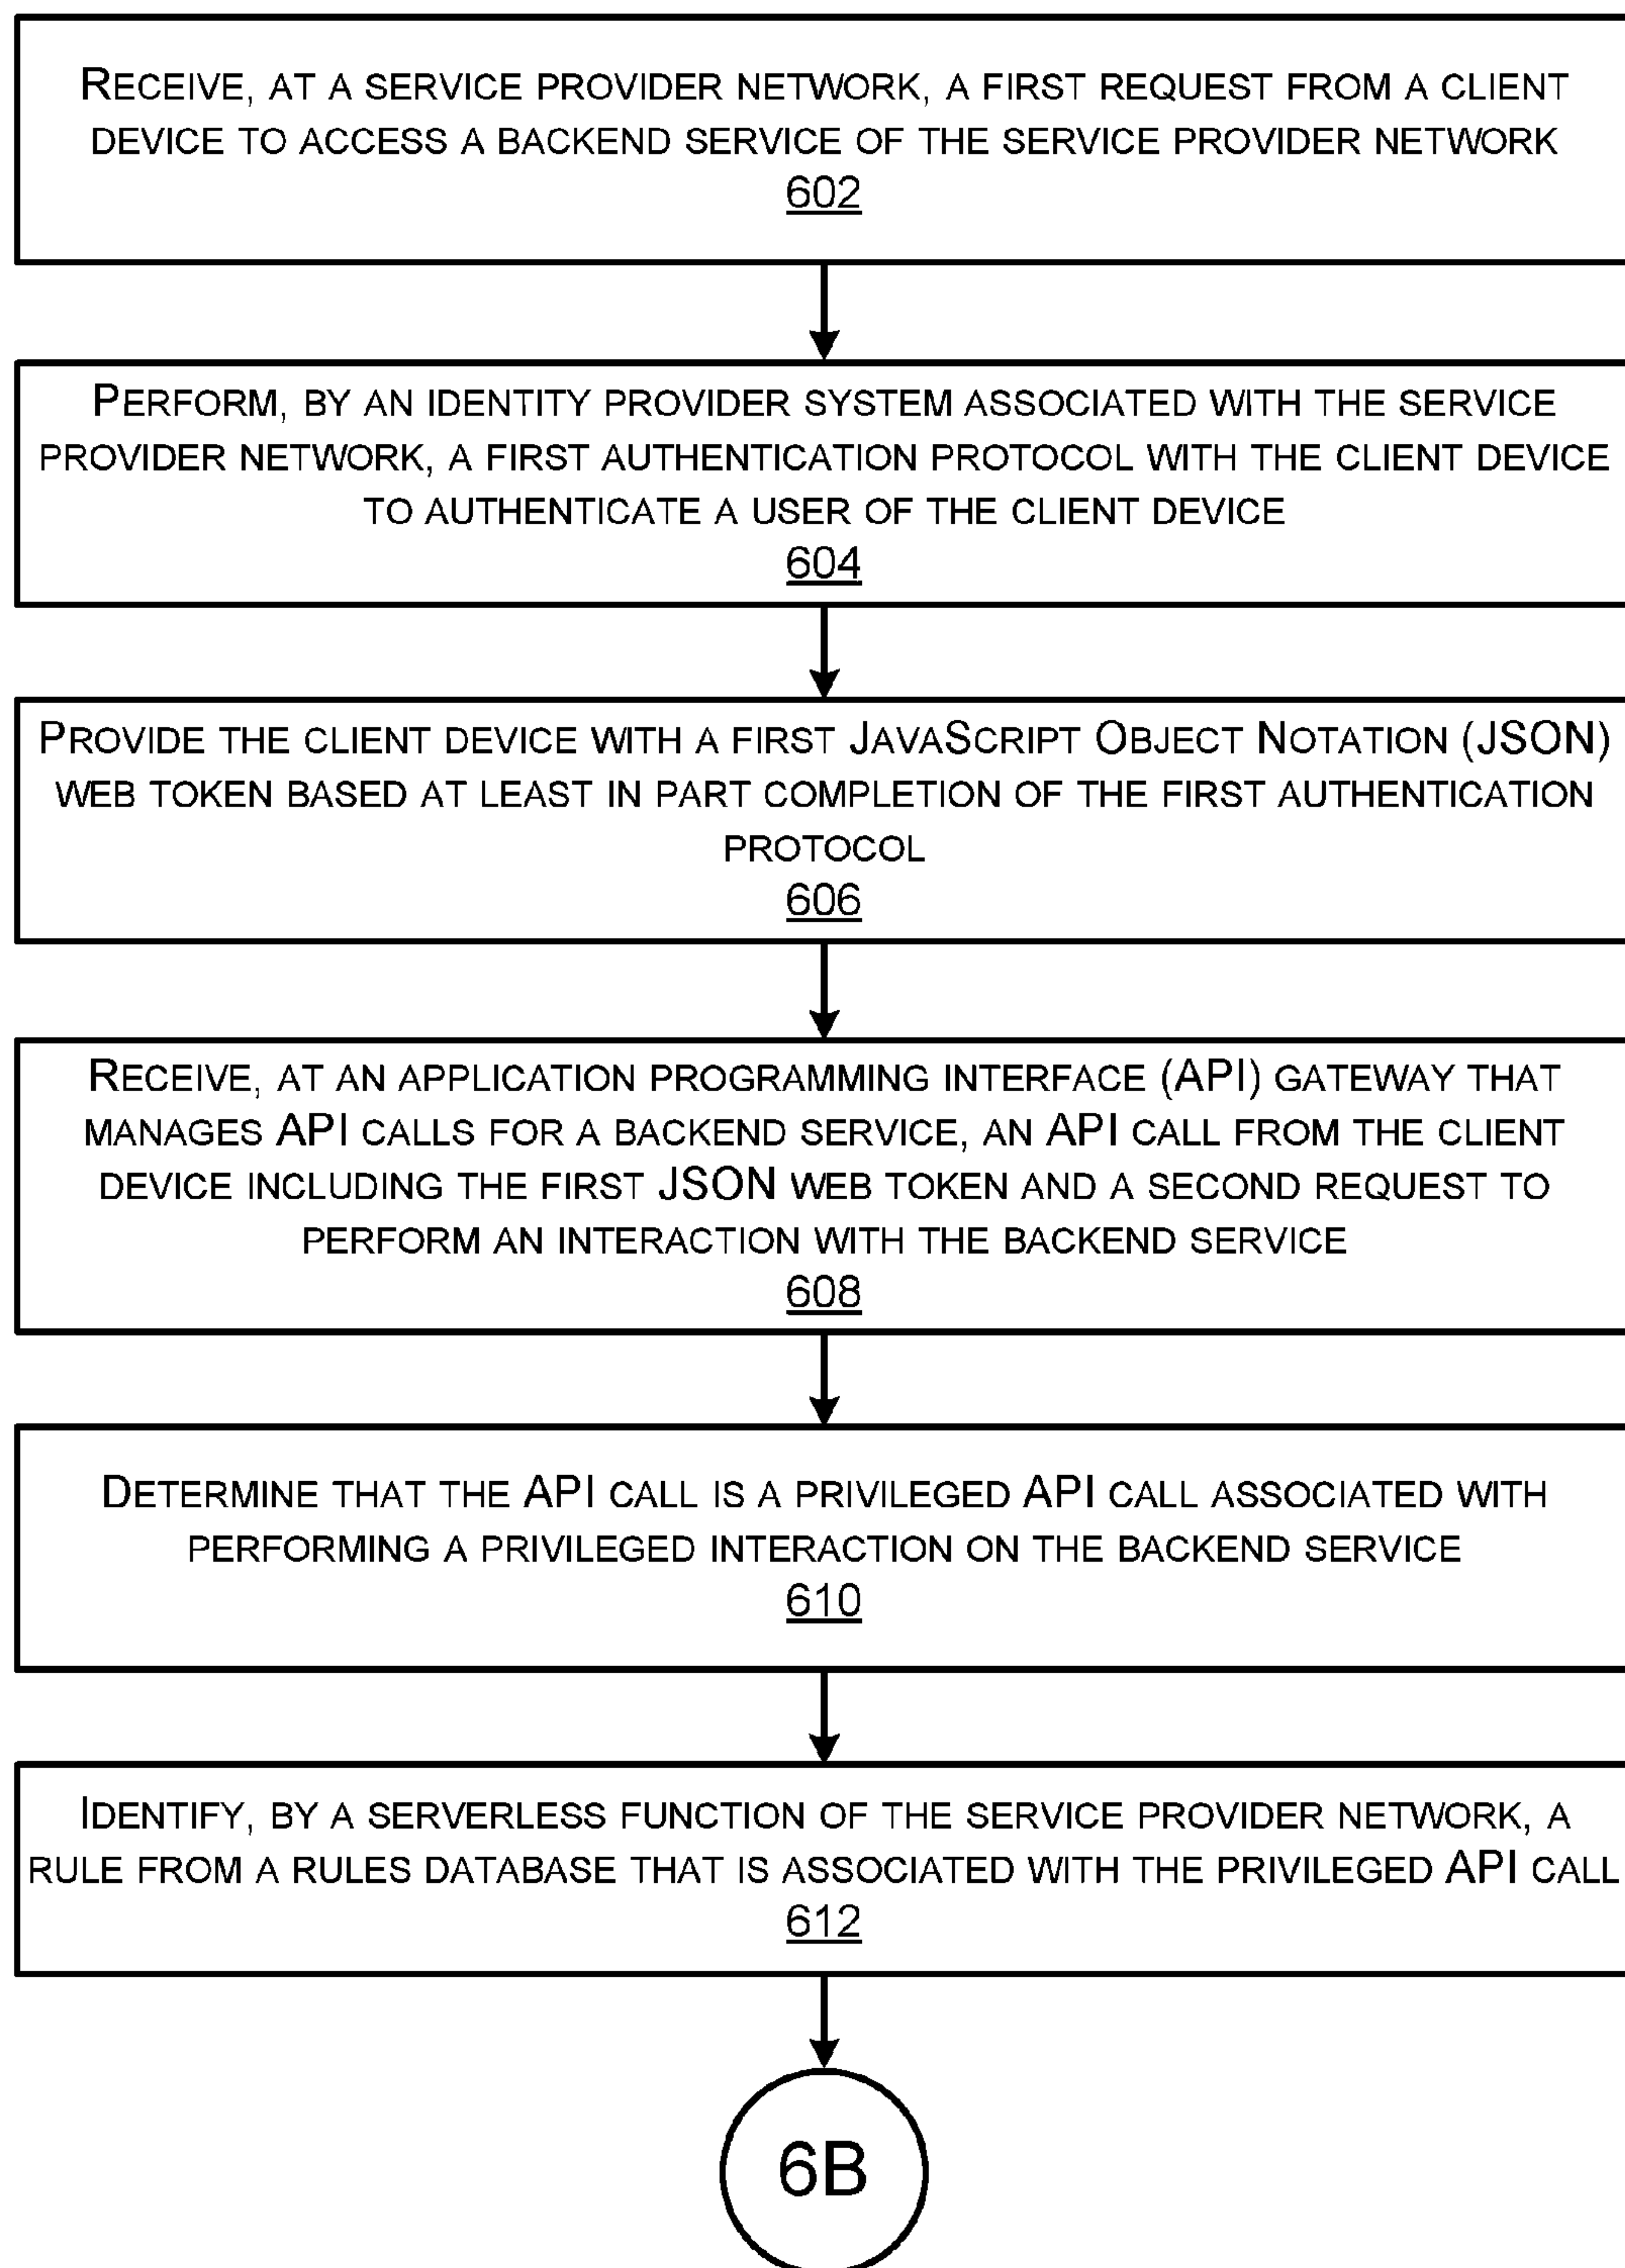 RECEIVE, AT A SERVICE PROVIDER NETWORK, A FIRST REQUEST FROM A CLIENT
DEVICE TO ACCESS A BACKEND SERVICE OF THE SERVICE PROVIDER NETWORK
602
PERFORM, BY AN IDENTITY PROVIDER SYSTEM ASSOCIATED WITH THE SERVICE
PROVIDER NETWORK, A FIRST AUTHENTICATION PROTOCOL WITH THE CLIENT DEVICE
TO AUTHENTICATE A USER OF THE CLIENT DEVICE
604
PROVIDE THE CLIENT DEVICE WITH A FIRST JAVASCRIPT OBJECT NOTATION (JSON)
WEB TOKEN BASED AT LEAST IN PART COMPLETION OF THE FIRST AUTHENTICATION
PROTOCOL
606
RECEIVE, AT AN APPLICATION PROGRAMMING INTERFACE (API) GATEWAY THAT
MANAGES API CALLS FOR A BACKEND SERVICE, AN API CALL FROM THE CLIENT
DEVICE INCLUDING THE FIRST JSON WEB TOKEN AND A SECOND REQUEST TO
PERFORM AN INTERACTION WITH THE BACKEND SERVICE
608
DETERMINE THAT THE API CALL IS A PRIVILEGED API CALL ASSOCIATED WITH
PERFORMING A PRIVILEGED INTERACTION ON THE BACKEND SERVICE
610
IDENTIFY, BY A SERVERLESS FUNCTION OF THE SERVICE PROVIDER NETWORK, A
RULE FROM A RULES DATABASE THAT IS ASSOCIATED WITH THE PRIVILEGED API CALL
612
6B